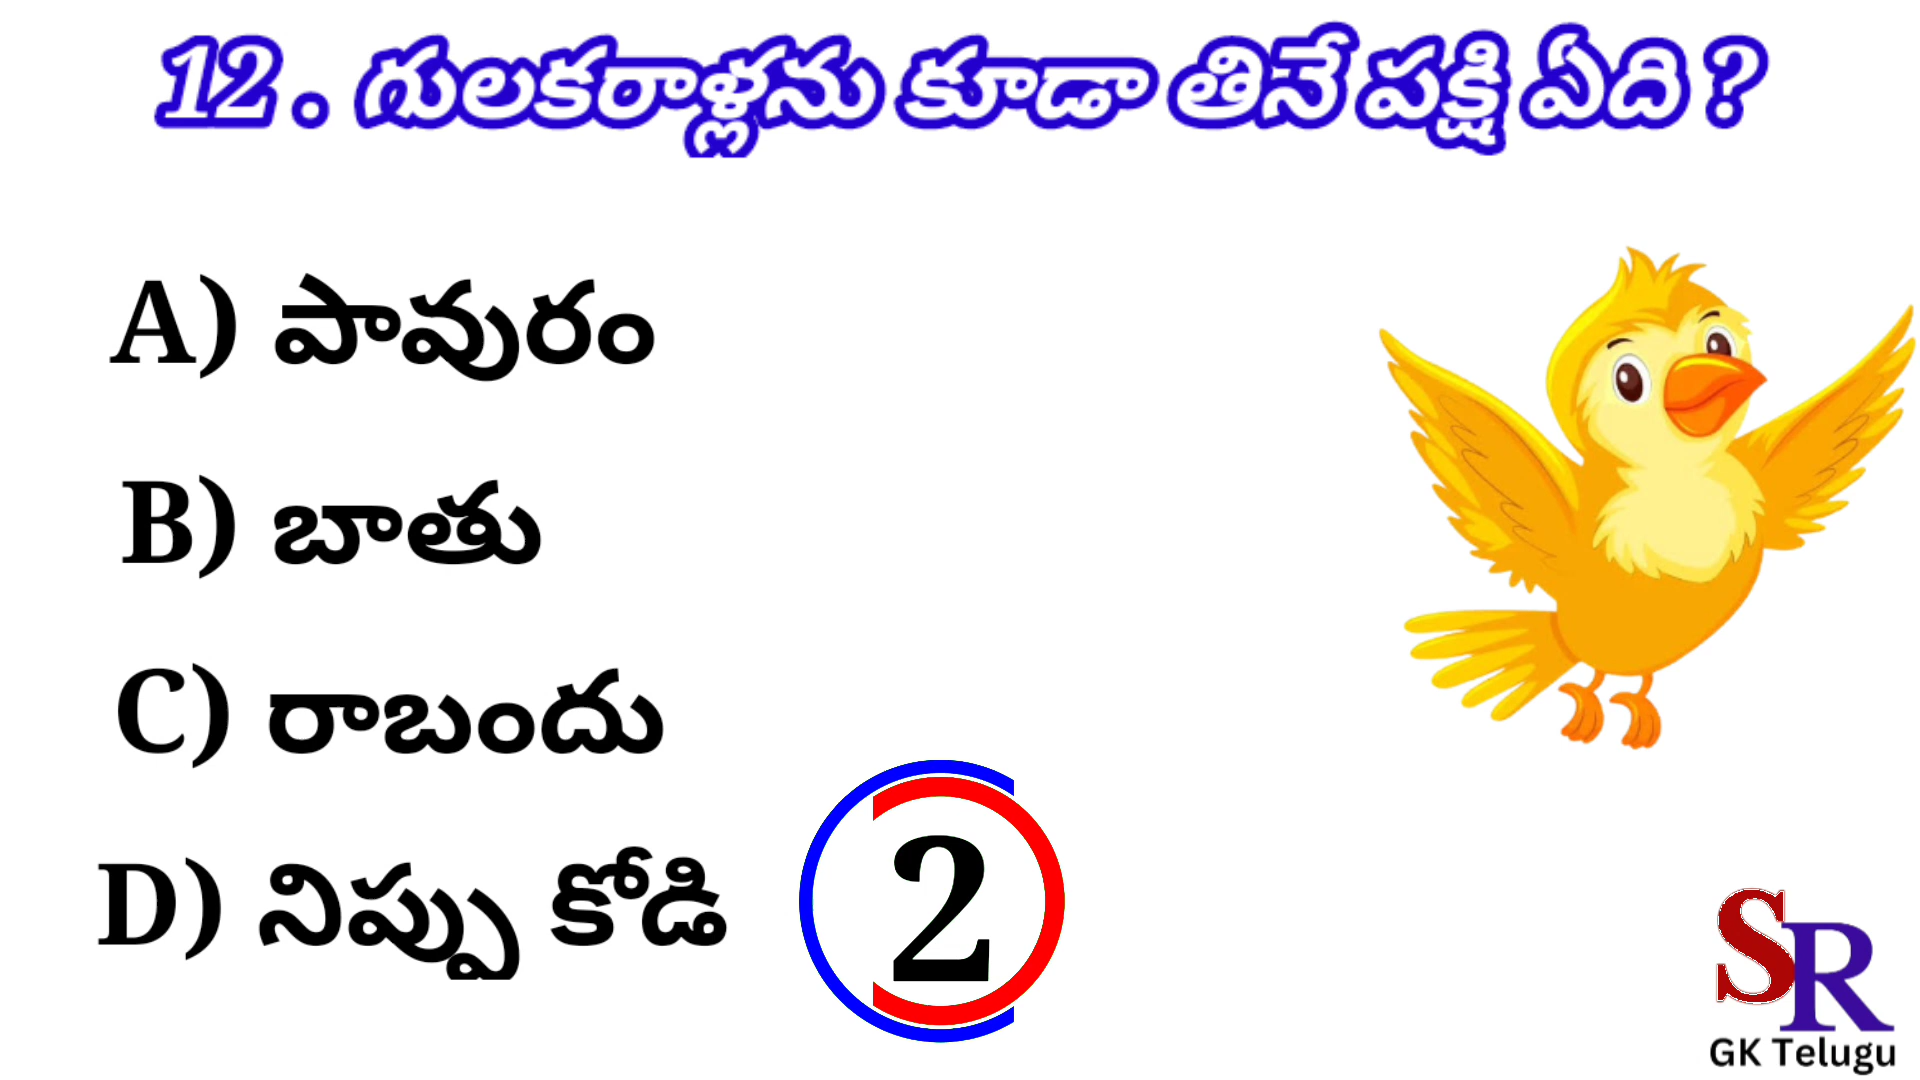 12 . గులకరాళ్లను కూడా తినే పక్షి ఏది ?
A) పావురం
B) బాతు
C) రాబందు
D) నిప్పు కోడి
2
SR
GK Telugu